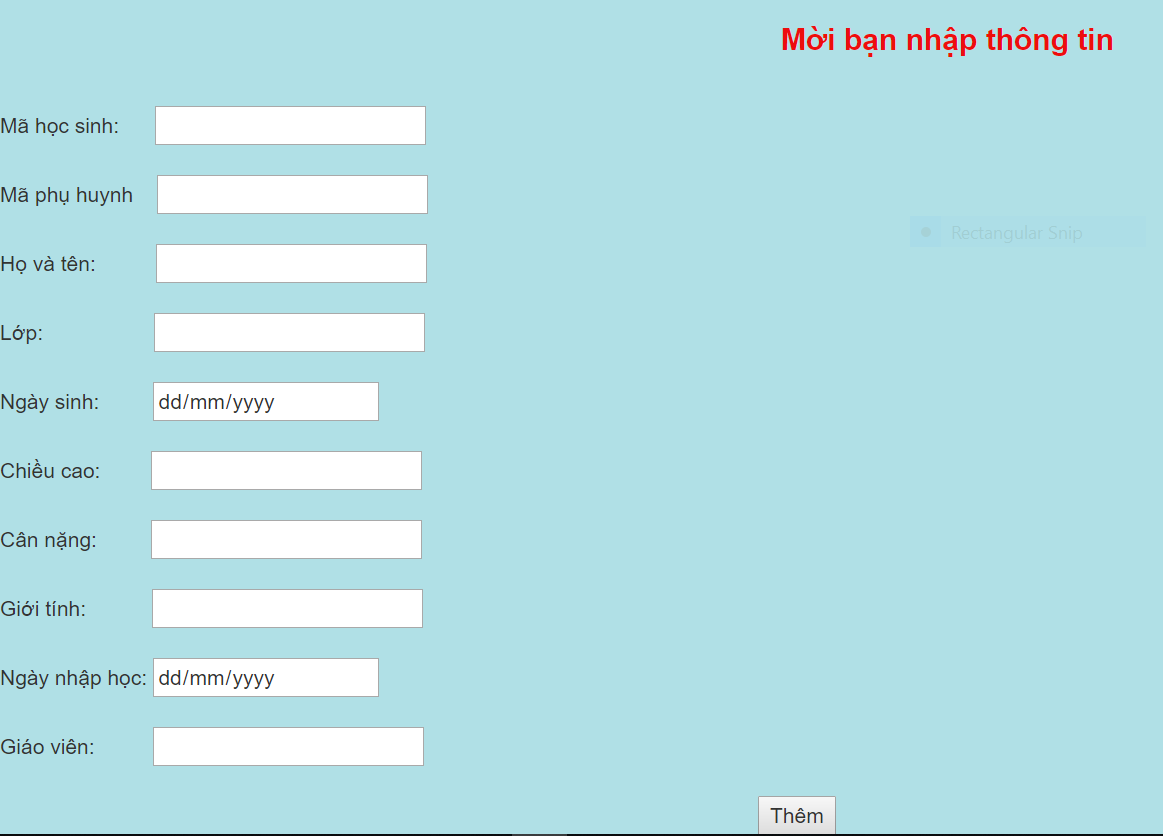 Mời bạn nhập thông tin
Mã học sinh:
Mã phụ huynh
Rectangular Snip
Họ và tên:
Lớp:
Ngày sinh: dd/mm/yyyy
Chiều cao:
Cân nặng:
Giới tính:
Ngày nhập học: dd/mm/yyyy
Giáo viên:
Thêm